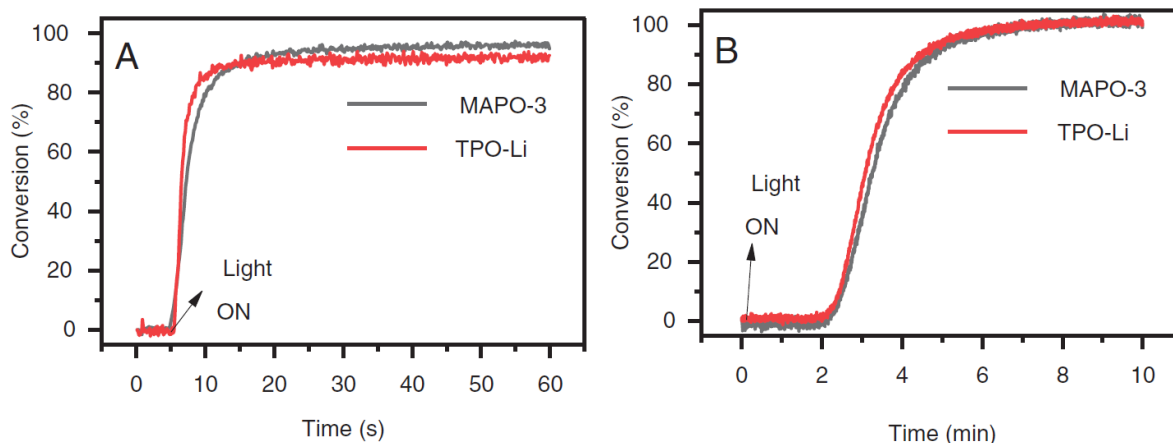 A
100
80
60
40
20
0
Conversion (%)
MAPO-3
TPO-Li
Light
ON
0 10 20 30 40 50 60
Time (s)
B
100
80
60
40
20
0
Conversion (%)
MAPO-3
TPO-Li
Light
ON
0 2 4 6 8 10
Time (min)